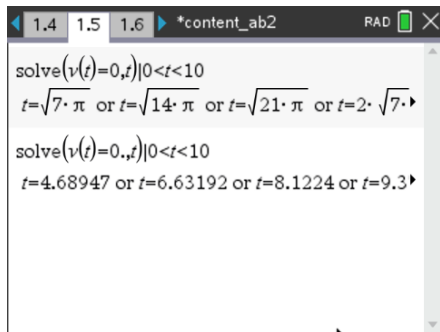 1.4 1.5 1.6 *content_ab2 RAD
solve(v(t)=0,t)|0<t<10
t=√7·π or t=√14·π or t=√21·π or t=2·√7·
solve(v(t)=0.,t)|0<t<10
t=4.68947 or t=6.63192 or t=8.1224 or t=9.3